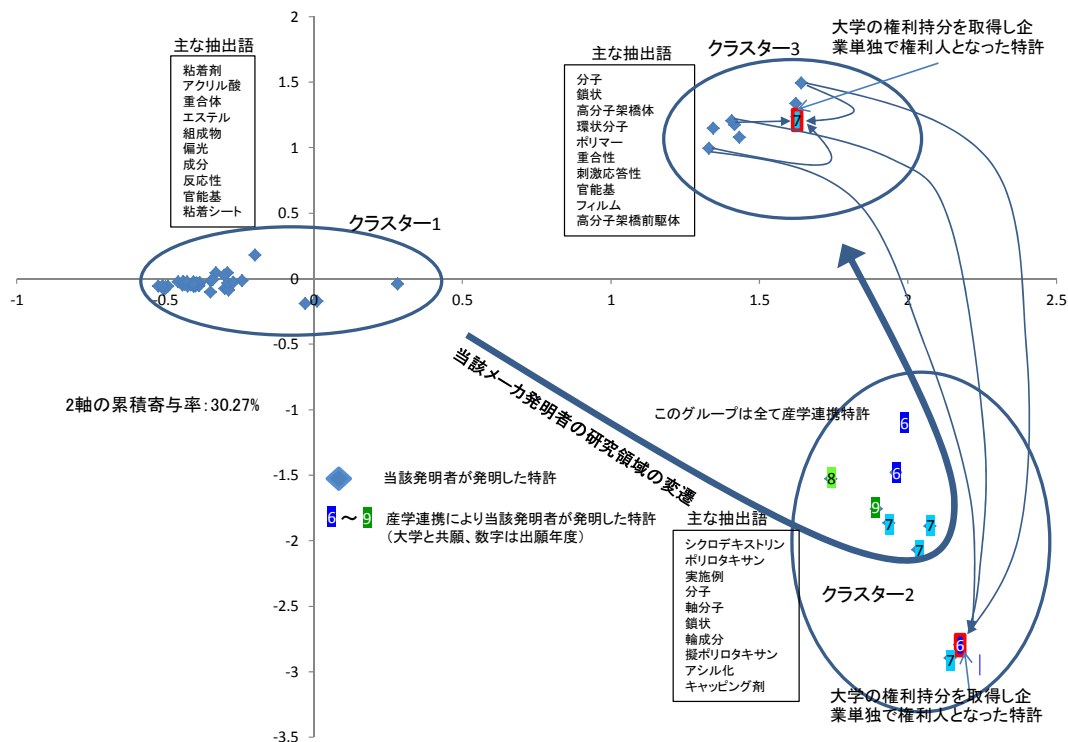 主な抽出語
粘着剤
アクリル酸
重合体
エステル
組成物
偏光
成分
反応性
官能基
粘着シート
クラスター1
主な抽出語
分子
鎖状
高分子架橋体
環状分子
ポリマー
重合性
刺激応答性
官能基
フィルム
高分子架橋前駆体
クラスター3
大学の権利持分を取得し企
業単独で権利人となった特許
7
2
1.5
1
0.5
0
-0.5
-1
-1.5
-2
-2.5
-3
-3.5
-1
-0.5
0
0.5
1
1.5
2
2.5
当該メーカ発明者の研究領域の変遷
2軸の累積寄与率：30.27%
当該発明者が発明した特許
6～9 産学連携により当該発明者が発明した特許
（大学と共願、数字は出願年度）
このグループは全て産学連携特許
6
6
8
9
7
7
7
6
7
クラスター2
主な抽出語
シクロデキストリン
ポリロタキサン
実施例
分子
軸分子
鎖状
輪成分
擬ポリロタキサン
アシル化
キャッピング剤
大学の権利持分を取得し企
業単独で権利人となった特許